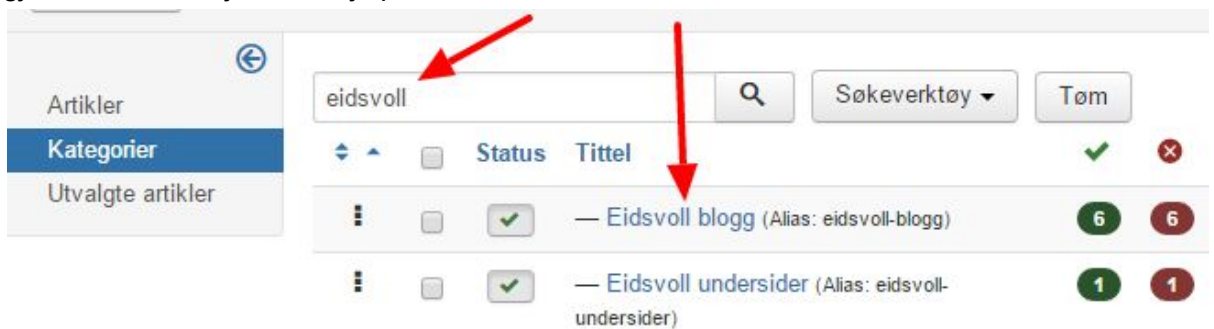 Artikler
Kategorier
Utvalgte artikler
eidsvoll
Søkeverktøy
Tøm
Status Tittel
— Eidsvoll blogg (Alias: eidsvoll-blogg) 6 6
— Eidsvoll undersider (Alias: eidsvoll-
undersider) 1 1